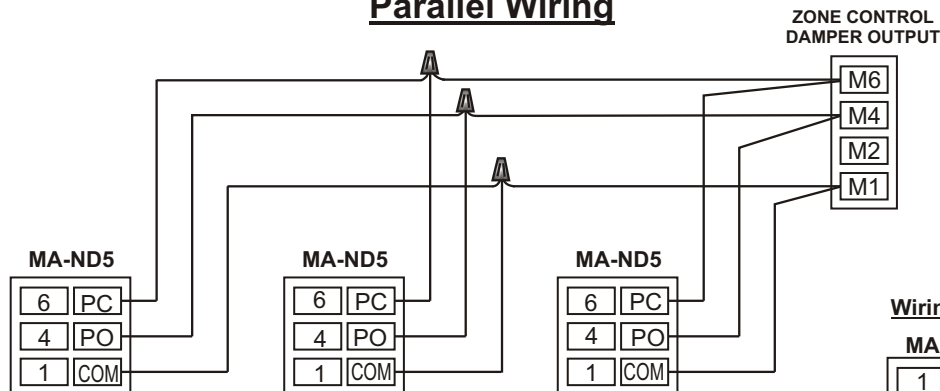 Parallel Wiring
ZONE CONTROL
DAMPER OUTPUT
M6
M4
M2
M1
MA-ND5
6 PC
4 PO
1 COM
MA-ND5
6 PC
4 PO
1 COM
MA-ND5
6 PC
4 PO
1 COM